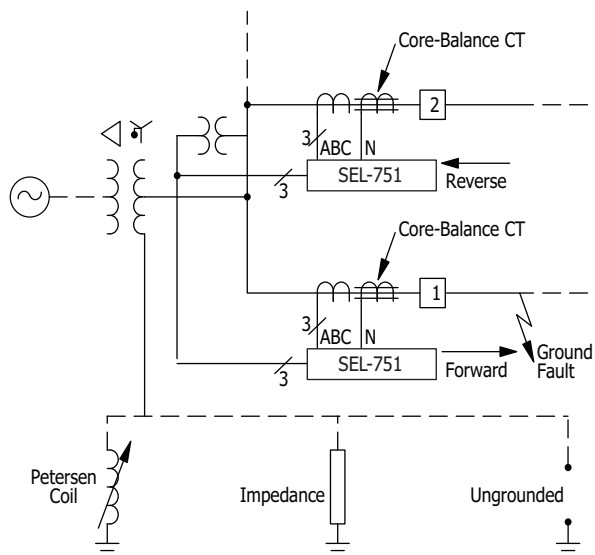 Core-Balance CT
2
3
ABC
N
SEL-751
3
Reverse
Core-Balance CT
1
3
ABC
N
SEL-751
3
Forward
Ground
Fault
Petersen
Coil
Impedance
Ungrounded